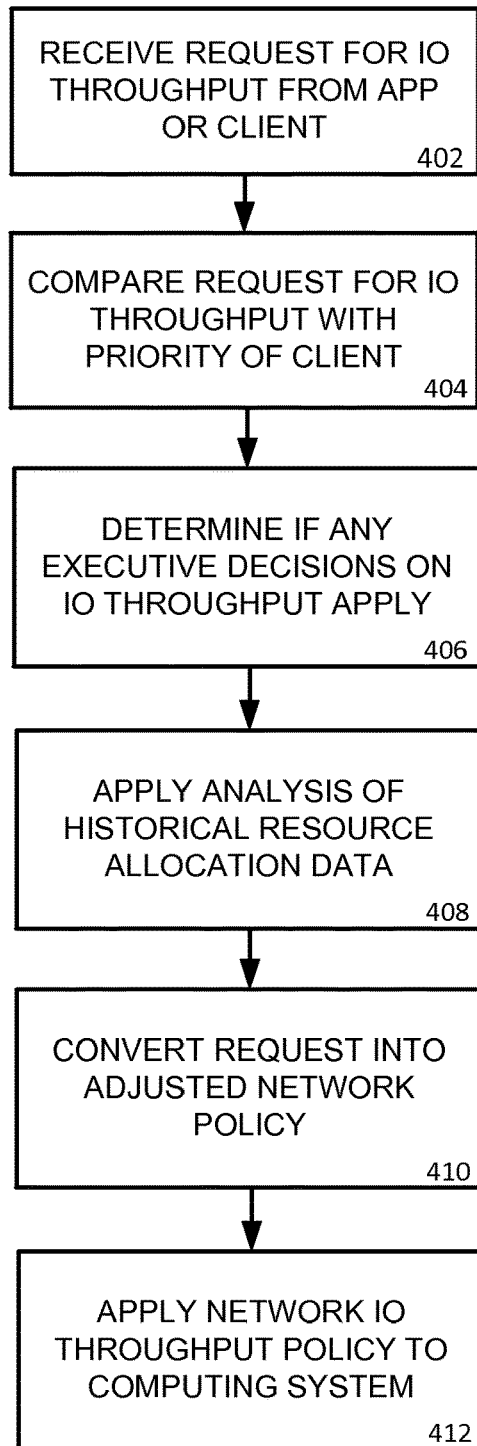 RECEIVE REQUEST FOR IO
THROUGHPUT FROM APP
OR CLIENT
402
COMPARE REQUEST FOR IO
THROUGHPUT WITH
PRIORITY OF CLIENT
404
DETERMINE IF ANY
EXECUTIVE DECISIONS ON
IO THROUGHPUT APPLY
406
APPLY ANALYSIS OF
HISTORICAL RESOURCE
ALLOCATION DATA
408
CONVERT REQUEST INTO
ADJUSTED NETWORK
POLICY
410
APPLY NETWORK IO
THROUGHPUT POLICY TO
COMPUTING SYSTEM
412